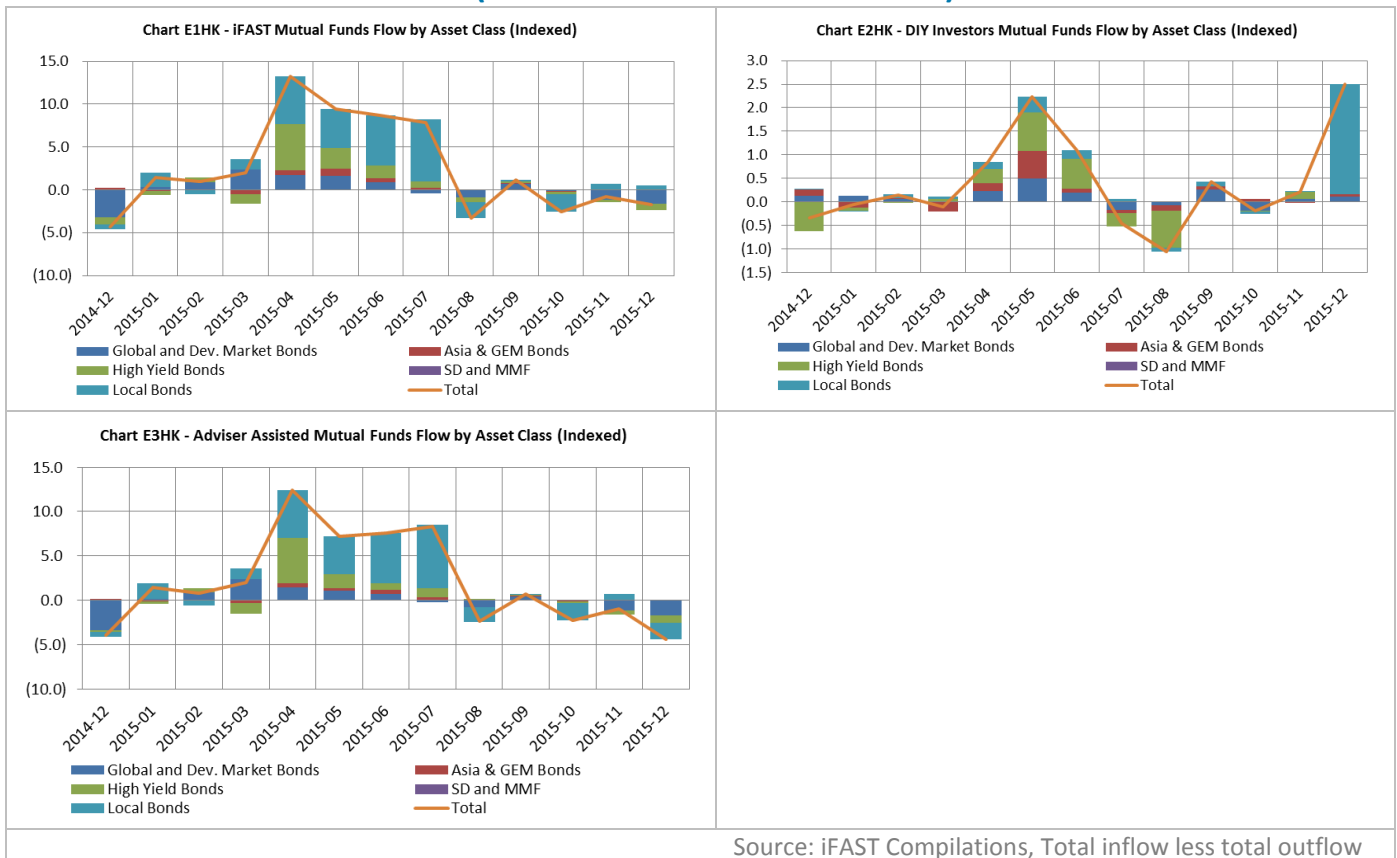 Chart E1HK - iFAST Mutual Funds Flow by Asset Class (Indexed)
15.0
10.0
5.0
0.0
(5.0)
(10.0)
2014-12
2015-01
2015-02
2015-03
2015-04
2015-05
2015-06
2015-07
2015-08
2015-09
2015-10
2015-11
2015-12
Global and Dev. Market Bonds
Asia & GEM Bonds
High Yield Bonds
SD and MMF
Local Bonds
Total
Chart E2HK - DIY Investors Mutual Funds Flow by Asset Class (Indexed)
3.0
2.5
2.0
1.5
1.0
0.5
0.0
(0.5)
(1.0)
(1.5)
2014-12
2015-01
2015-02
2015-03
2015-04
2015-05
2015-06
2015-07
2015-08
2015-09
2015-10
2015-11
2015-12
Global and Dev. Market Bonds
Asia & GEM Bonds
High Yield Bonds
SD and MMF
Local Bonds
Total
Chart E3HK - Adviser Assisted Mutual Funds Flow by Asset Class (Indexed)
15.0
10.0
5.0
0.0
(5.0)
(10.0)
2014-12
2015-01
2015-02
2015-03
2015-04
2015-05
2015-06
2015-07
2015-08
2015-09
2015-10
2015-11
2015-12
Global and Dev. Market Bonds
Asia & GEM Bonds
High Yield Bonds
SD and MMF
Local Bonds
Total
Source: iFAST Compilations, Total inflow less total outflow